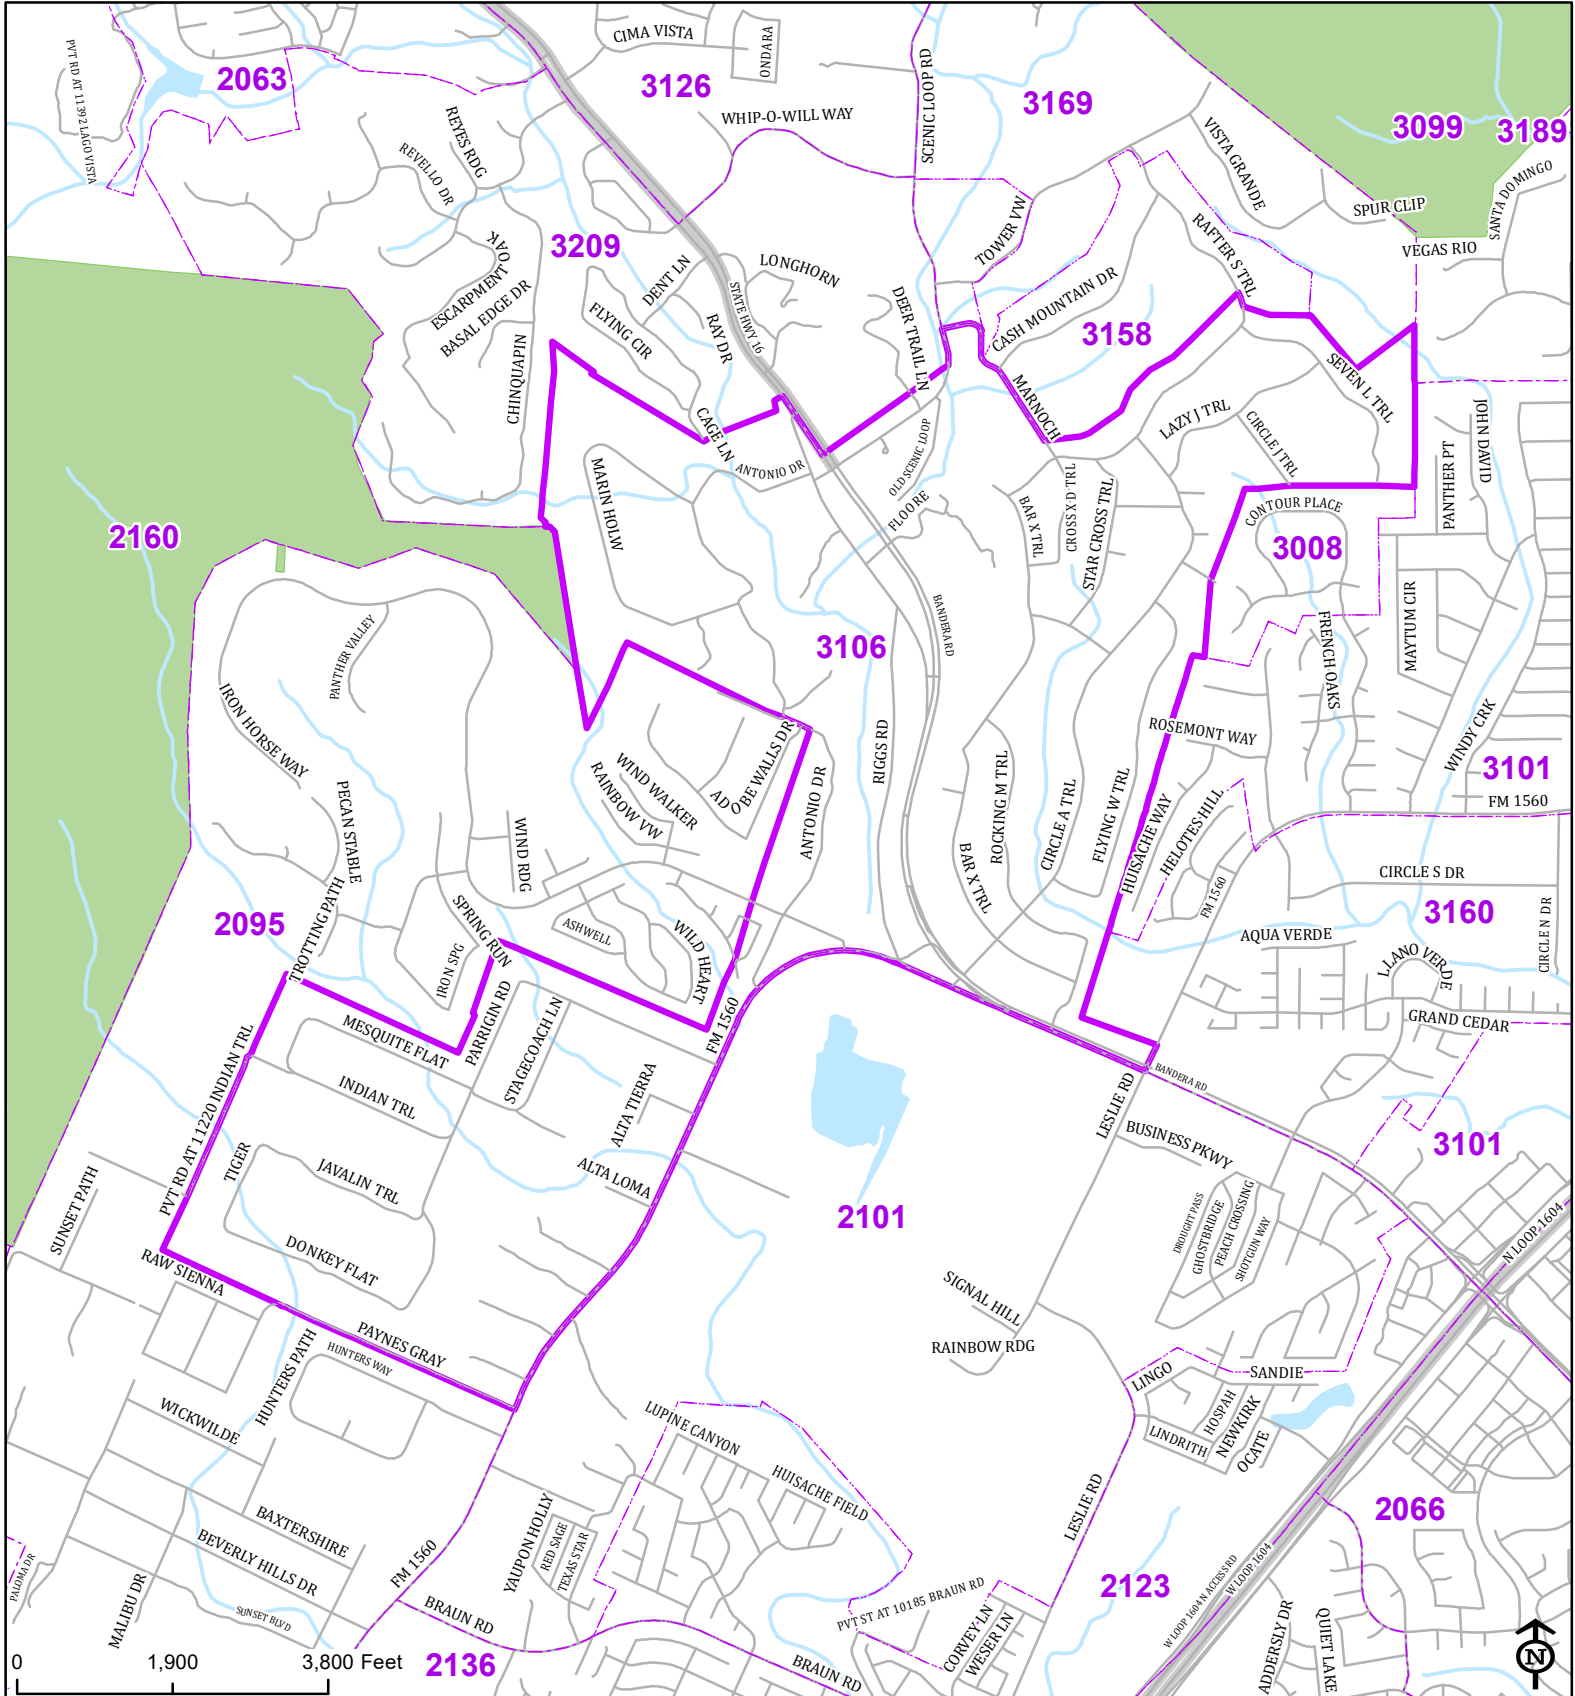 CIMA VISTA
ONDARA
PVT RD AT 11392 LAGO VISTA
2063
3126
3169
SCENIC LOOP RD
WHIP-O-WILL WAY
3099
3189
REYES RDG
REVELLO DR
VISTA GRANDE
SANTA DOMINGO
SPUR CLIP
VEGAS RIO
TOWER VW
RAFTER S TRL
3209
OAK
ESCARPMENT
BASAL EDGE DR
DENT LN
LONGHORN
STATE HWY 16
FLYING CIR
RAY DR
DEER TRAIL LN
CASH MOUNTAIN DR
3158
CHINQUAPIN
SEVEN L TRL
MARNOCH
CAGE LN
ANTONIO DR
OLD SCENIC LOOP
LAZY J TRL
CIRCLE J TRL
JOHN DAVID
PANTHER PT
MARIN HOLW
FLOORE
BAR X TRL
CROSS X-D TRL
STAR CROSS TRL
CONTOUR PLACE
3008
2160
BANDERA RD
3106
PANTHER VALLEY
MAYTUM CIR
FRENCH OAKS
IRON HORSE WAY
RIGGS RD
ROSEMONT WAY
WINDY CRK
3101
FM 1560
ADOBE WALLS DR
WIND WALKER
RAINBOW VW
ANTONIO DR
PECAN STABLE
WIND RDG
BAR X TRL
ROCKING M TRL
CIRCLE A TRL
FLYING W TRL
HUISACHE WAY
HELOTES HILL
FM 1560
CIRCLE S DR
3160
CIRCLE N DR
2095
TROTTING PATH
SPRING RUN
IRON SPG
ASHWELL
WILD HEART
AQUA VERDE
LLANO VERDE
GRAND CEDAR
FM 1560
PARRIGIN RD
STAGECOACH LN
MESQUITE FLAT
INDIAN TRL
PVT RD AT 11220 INDIAN TRL
ALTA TIERRA
ALTA LOMA
TIGER
JAVALIN TRL
DONKEY FLAT
SUNSET PATH
RAW SIENNA
BANDERA RD
LESLIE RD
BUSINESS PKWY
3101
2101
DROUGHT PASS
GHOSTBRIDGE
PEACH CROSSING
SHOTGUN WAY
N LOOP 1604
SIGNAL HILL
RAINBOW RDG
PAYNES GRAY
HUNTERS WAY
HUNTERS PATH
WICKWILDE
LINGO
SANDIE
HOSPAH
NEWKIRK
OCATE
LINDRITH
LUPINE CANYON
HUISACHE FIELD
LESLIE RD
2066
BAXTERSHIRE
BEVERLY HILLS DR
SUNSET BLVD
MALIBU DR
PALOMA DR
FM 1560
YAUPON HOLLY
RED SAGE
TEXAS STAR
BRAUN RD
2136
BRAUN RD
PVT ST AT 10185 BRAUN RD
CORVEY LN
WESER LN
2123
W LOOP 1604 N ACCESS RD
W LOOP 1604
ADDERSLY DR
QUIET LAKE
N
0 1,900 3,800 Feet